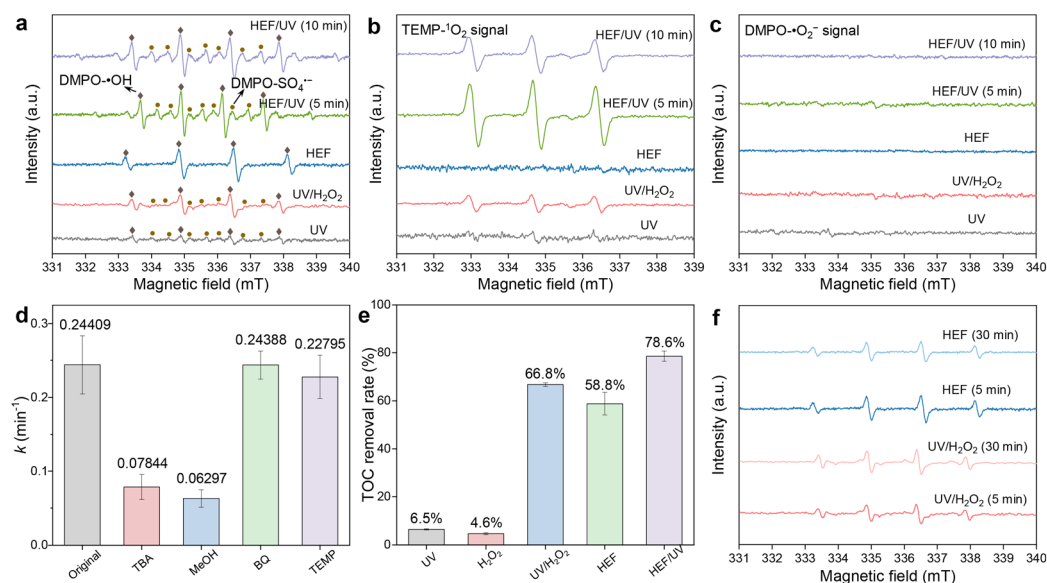 a
HEF/UV (10 min)
DMPO-•OH
DMPO-SO₄•⁻
HEF/UV (5 min)
HEF
UV/H₂O₂
UV
Intensity (a.u.)
331 332 333 334 335 336 337 338 339 340
Magnetic field (mT)
b
TEMP-¹O₂ signal
HEF/UV (10 min)
HEF/UV (5 min)
HEF
UV/H₂O₂
UV
Intensity (a.u.)
331 332 333 334 335 336 337 338 339
Magnetic field (mT)
c
DMPO-•O₂⁻ signal
HEF/UV (10 min)
HEF/UV (5 min)
HEF
UV/H₂O₂
UV
Intensity (a.u.)
331 332 333 334 335 336 337 338 339 340
Magnetic field (mT)
d
0.3
0.2
0.1
0.0
k (min⁻¹)
0.24409
0.07844
0.06297
0.24388
0.22795
Original TBA MeOH BQ TEMP
e
100
80
60
40
20
0
TOC removal rate (%)
6.5%
4.6%
66.8%
58.8%
78.6%
UV H₂O₂ UV/H₂O₂ HEF HEF/UV
f
HEF (30 min)
HEF (5 min)
UV/H₂O₂ (30 min)
UV/H₂O₂ (5 min)
Intensity (a.u.)
331 332 333 334 335 336 337 338 339 340
Magnetic field (mT)